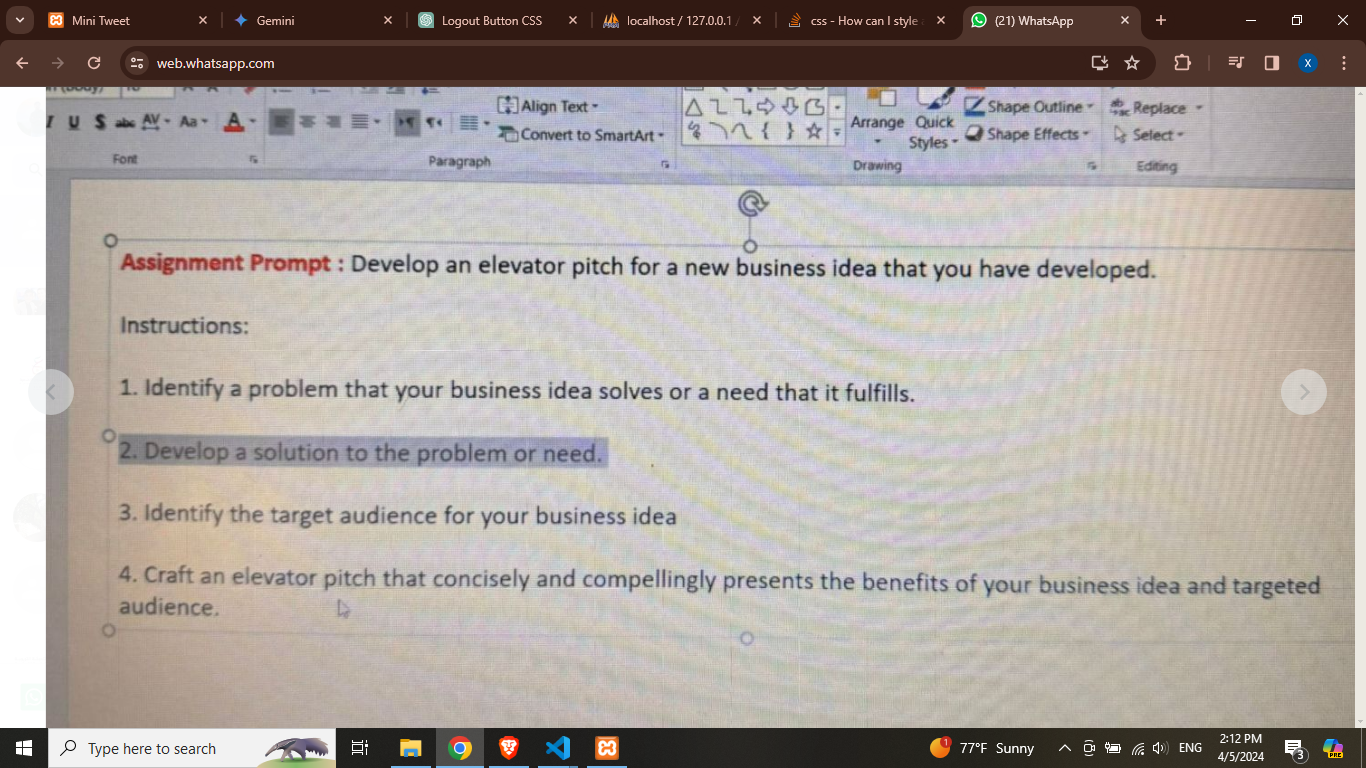 Mini Tweet
Gemini
Logout Button CSS
localhost / 127.0.0.1 /
css - How can I style
(21) WhatsApp
web.whatsapp.com
X
Align Text
Shape Outline
Replace
I U S abc AV Aa A
Convert to SmartArt
Arrange Quick
Styles
Shape Effects
Select
Font
Paragraph
Drawing
Editing
Assignment Prompt : Develop an elevator pitch for a new business idea that you have developed.
Instructions:
1. Identify a problem that your business idea solves or a need that it fulfills.
2. Develop a solution to the problem or need.
3. Identify the target audience for your business idea
4. Craft an elevator pitch that concisely and compellingly presents the benefits of your business idea and targeted
audience.
Type here to search
1
77°F Sunny
ENG
2:12 PM
4/5/2024
3
PRE